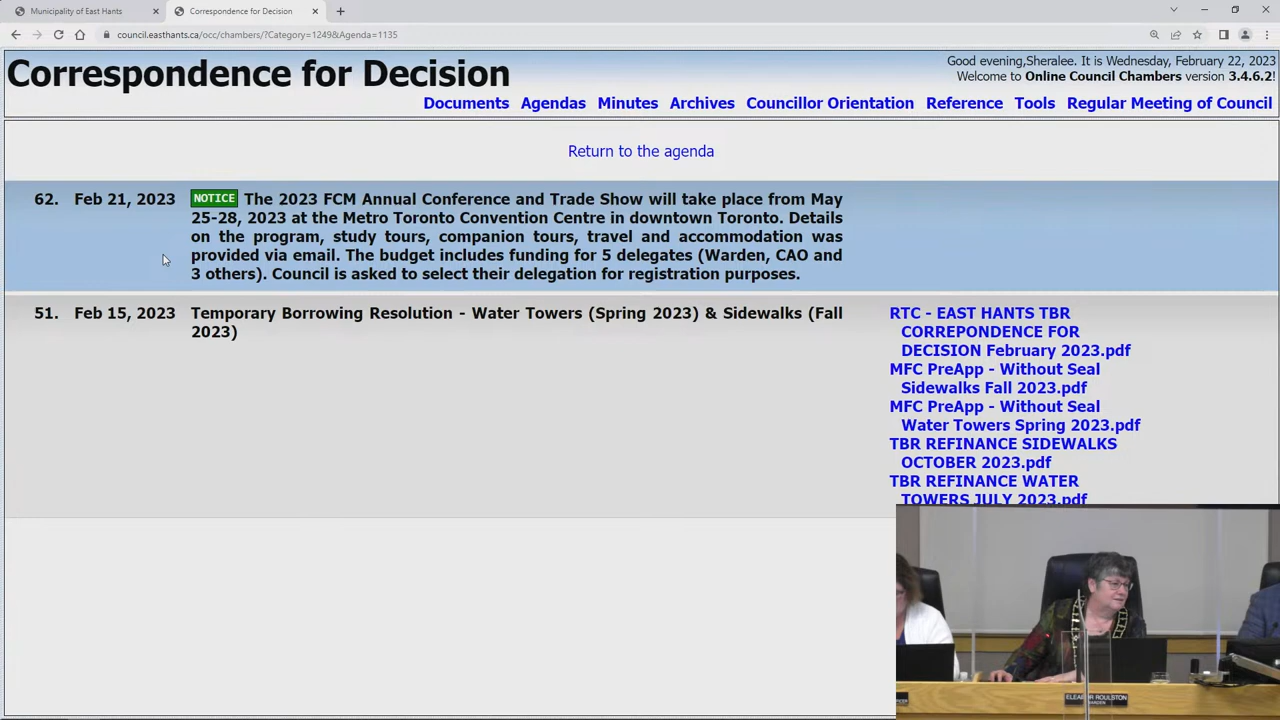 Municipality of East Hants
Correspondence for Decision
council.easthants.ca/occ/chambers/?Category=1249&Agenda=1135
Correspondence for Decision
Good evening,Sheralee. It is Wednesday, February 22, 2023
Welcome to Online Council Chambers version 3.4.6.2!
Documents Agendas Minutes Archives Councillor Orientation Reference Tools Regular Meeting of Council
Return to the agenda
62. Feb 21, 2023 NOTICE The 2023 FCM Annual Conference and Trade Show will take place from May
25-28, 2023 at the Metro Toronto Convention Centre in downtown Toronto. Details
on the program, study tours, companion tours, travel and accommodation was
provided via email. The budget includes funding for 5 delegates (Warden, CAO and
3 others). Council is asked to select their delegation for registration purposes.
51. Feb 15, 2023 Temporary Borrowing Resolution - Water Towers (Spring 2023) & Sidewalks (Fall
2023)
RTC - EAST HANTS TBR
CORREPONDENCE FOR
DECISION February 2023.pdf
MFC PreApp - Without Seal
Sidewalks Fall 2023.pdf
MFC PreApp - Without Seal
Water Towers Spring 2023.pdf
TBR REFINANCE SIDEWALKS
OCTOBER 2023.pdf
TBR REFINANCE WATER
TOWERS JULY 2023.pdf
ELEANOR ROULSTON
WARDEN